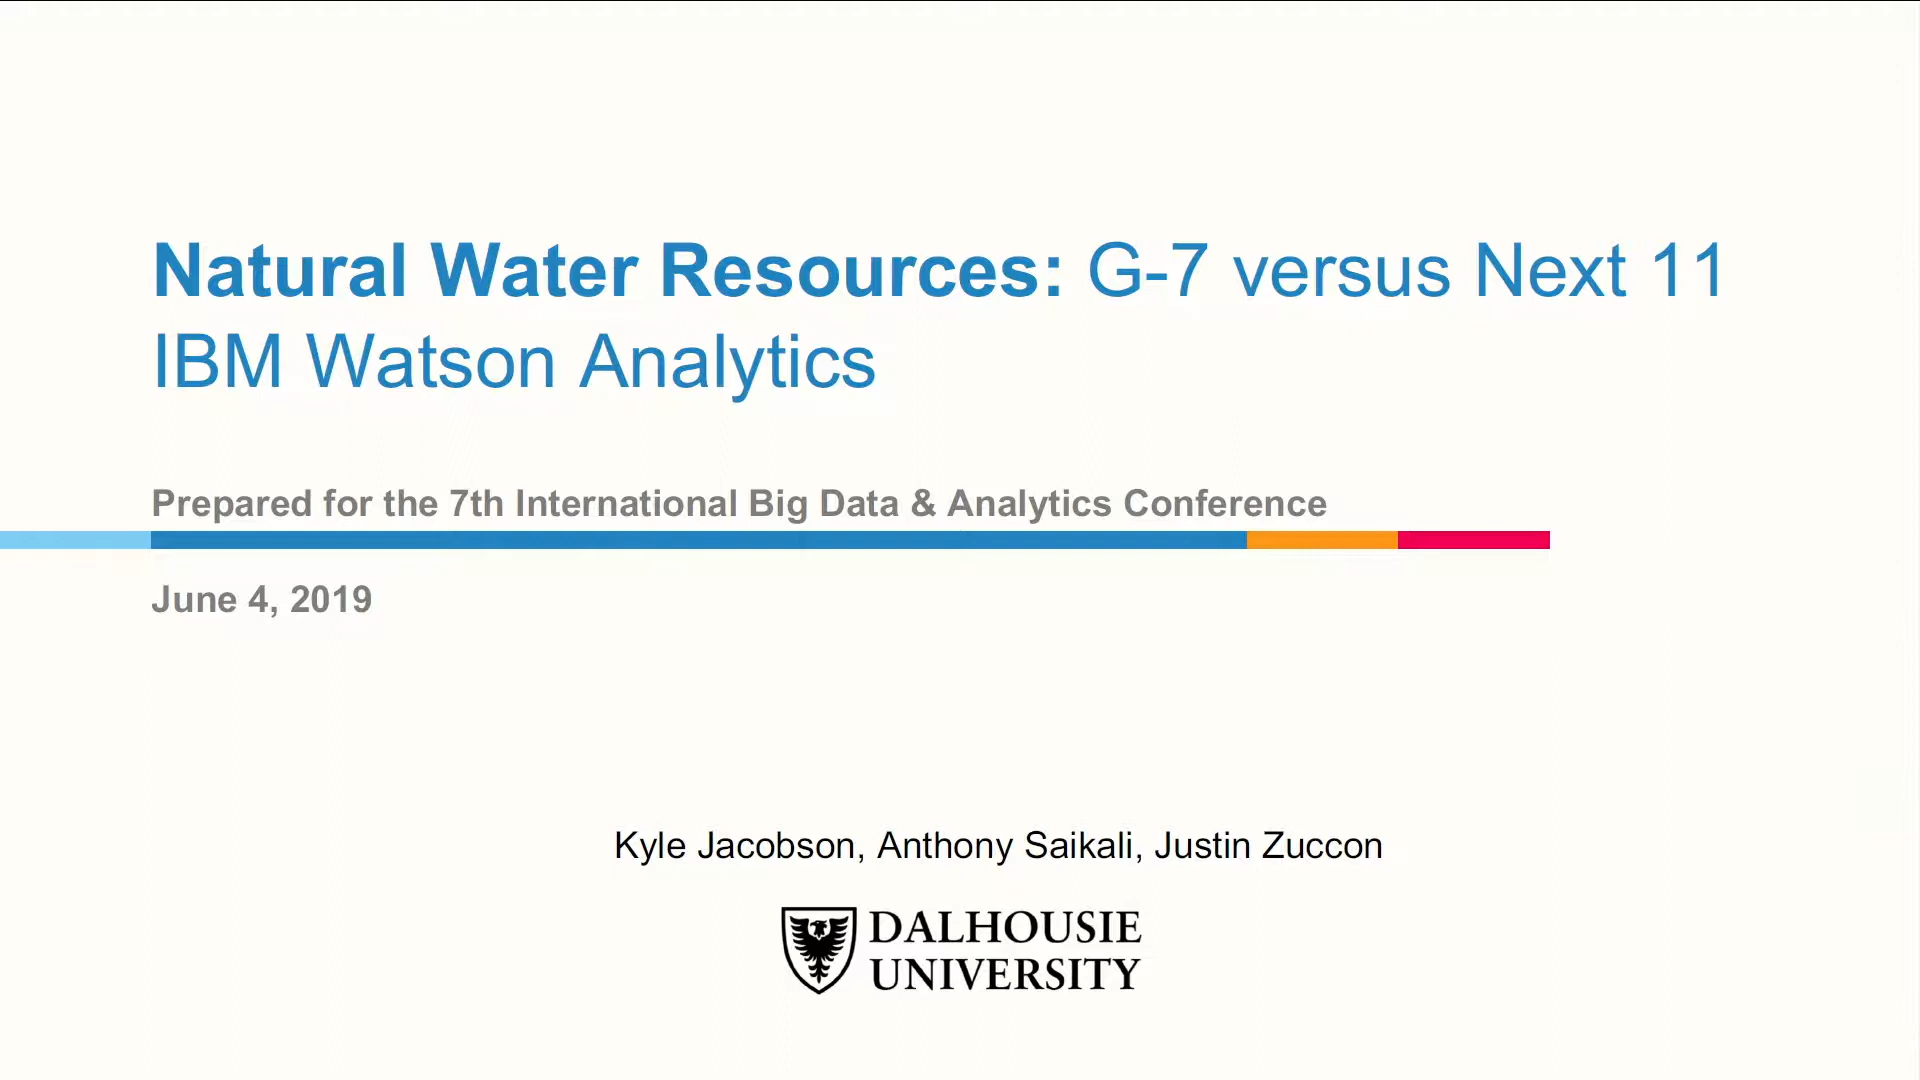 Natural Water Resources: G-7 versus Next 11
IBM Watson Analytics
Prepared for the 7th International Big Data & Analytics Conference
June 4, 2019
Kyle Jacobson, Anthony Saikali, Justin Zuccon
DALHOUSIE
UNIVERSITY